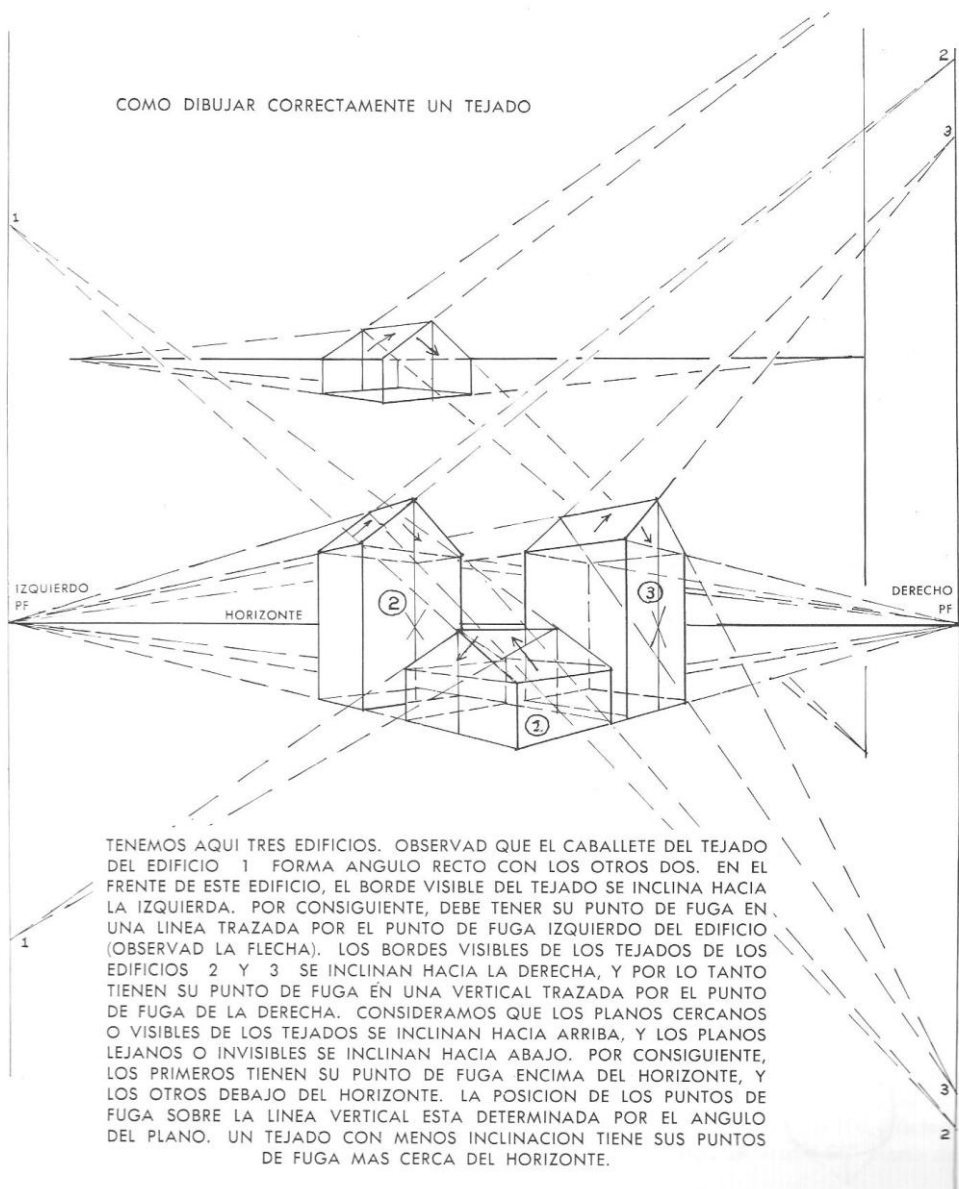 2
COMO DIBUJAR CORRECTAMENTE UN TEJADO
3
1
IZQUIERDO
PF
HORIZONTE
2
3
DERECHO
PF
1
TENEMOS AQUI TRES EDIFICIOS. OBSERVAD QUE EL CABALLETE DEL TEJADO
DEL EDIFICIO 1 FORMA ANGULO RECTO CON LOS OTROS DOS. EN EL
FRENTE DE ESTE EDIFICIO, EL BORDE VISIBLE DEL TEJADO SE INCLINA HACIA
LA IZQUIERDA. POR CONSIGUIENTE, DEBE TENER SU PUNTO DE FUGA EN
UNA LINEA TRAZADA POR EL PUNTO DE FUGA IZQUIERDO DEL EDIFICIO
1
(OBSERVAD LA FLECHA). LOS BORDES VISIBLES DE LOS TEJADOS DE LOS
EDIFICIOS 2 Y 3 SE INCLINAN HACIA LA DERECHA, Y POR LO TANTO
TIENEN SU PUNTO DE FUGA EN UNA VERTICAL TRAZADA POR EL PUNTO
DE FUGA DE LA DERECHA. CONSIDERAMOS QUE LOS PLANOS CERCANOS
O VISIBLES DE LOS TEJADOS SE INCLINAN HACIA ARRIBA, Y LOS PLANOS
LEJANOS O INVISIBLES SE INCLINAN HACIA ABAJO. POR CONSIGUIENTE,
LOS PRIMEROS TIENEN SU PUNTO DE FUGA ENCIMA DEL HORIZONTE, Y
LOS OTROS DEBAJO DEL HORIZONTE. LA POSICION DE LOS PUNTOS DE
FUGA SOBRE LA LINEA VERTICAL ESTA DETERMINADA POR EL ANGULO
DEL PLANO. UN TEJADO CON MENOS INCLINACION TIENE SUS PUNTOS
DE FUGA MAS CERCA DEL HORIZONTE.
3
2